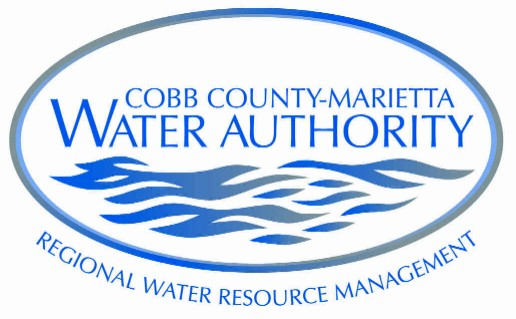 COBB COUNTY-MARIETTA
WATER AUTHORITY
REGIONAL WATER RESOURCE MANAGEMENT